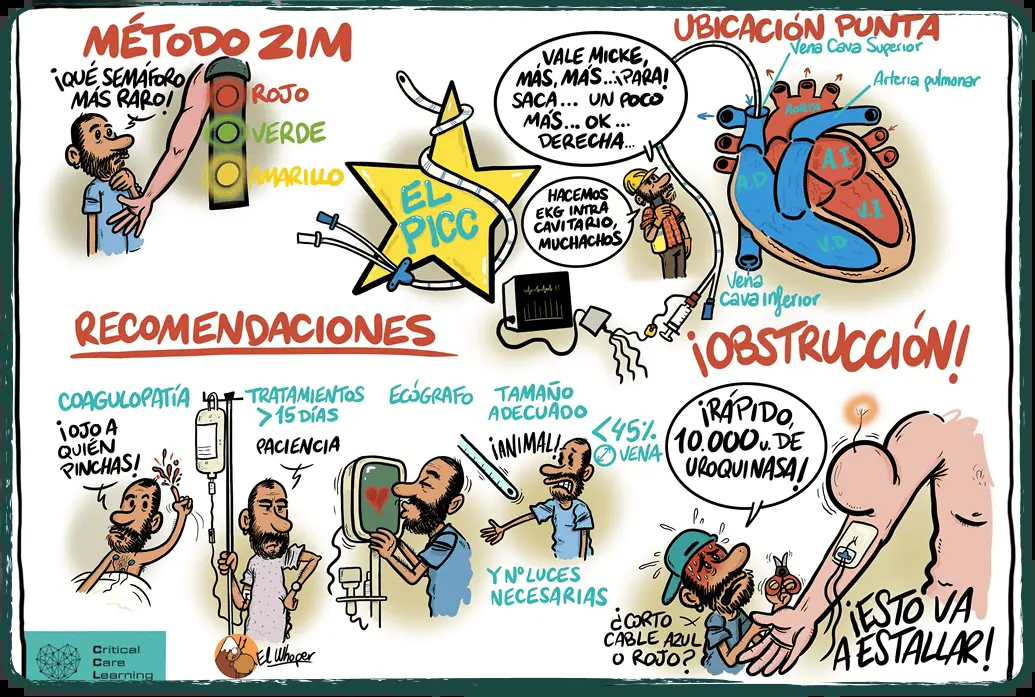 MÉTODO ZIM
¡QUÉ SEMÁFORO
MÁS RARO!
ROJO
VERDE
AMARILLO
EL
PICC
VALE MICKE,
MÁS, MÁS...¡PARA!
SACA... UN POCO
MÁS... OK...
DERECHA...
HACEMOS
EKG INTRA
CAVITARIO,
MUCHACHOS
UBICACIÓN PUNTA
Vena Cava Superior
Arteria pulmonar
Aorta
A.I
A.D
V.I
V.D
Vena
cava inferior
RECOMENDACIONES
COAGULOPATÍA
¡OJO A
QUIÉN
PINCHAS!
TRATAMIENTOS
>15 DÍAS
PACIENCIA
ECÓGRAFO
TAMAÑO
ADECUADO
¡ANIMAL!
<45%
VENA
Y Nº LUCES
NECESARIAS
¡OBSTRUCCIÓN!
¡RÁPIDO,
10.000 U. DE
UROQUINASA!
¿CORTO
CABLE AZUL
O ROJO?
¡ESTO VA
A ESTALLAR!
Critical
Care
Learning
El Whaper